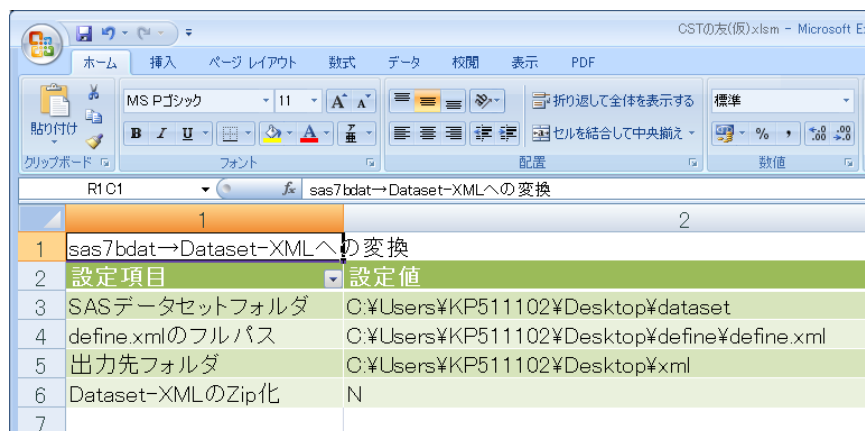 CSTの友(仮).xlsm - Microsoft E
ホーム 挿入 ページ レイアウト 数式 データ 校閲 表示 PDF
貼り付け
MS Pゴシック 11 A A 折り返して全体を表示する 標準
B I U A ア亜 セルを結合して中央揃え % , .0 .00 .00 .0
クリップボード フォント 配置 数値
R1C1 fx sas7bdat→Dataset-XMLへの変換
1 2
1 sas7bdat→Dataset-XMLへの変換
2 設定項目 設定値
3 SASデータセットフォルダ C:¥Users¥KP511102¥Desktop¥dataset
4 define.xmlのフルパス C:¥Users¥KP511102¥Desktop¥define¥define.xml
5 出力先フォルダ C:¥Users¥KP511102¥Desktop¥xml
6 Dataset-XMLのZip化 N
7